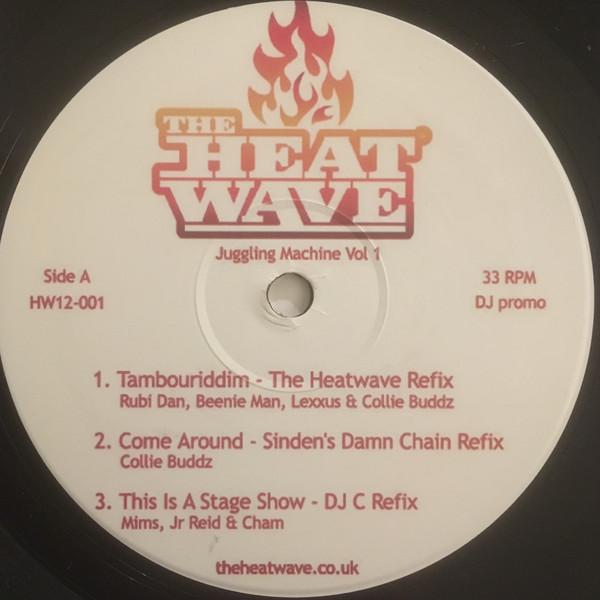 THE
HEAT
WAVE
Juggling Machine Vol 1
Side A
HW12-001
33 RPM
DJ promo
1. Tambouriddim - The Heatwave Refix
Rubi Dan, Beenie Man, Lexxus & Collie Buddz
2. Come Around - Sinden's Damn Chain Refix
Collie Buddz
3. This Is A Stage Show - DJ C Refix
Mims, Jr Reid & Cham
theheatwave.co.uk